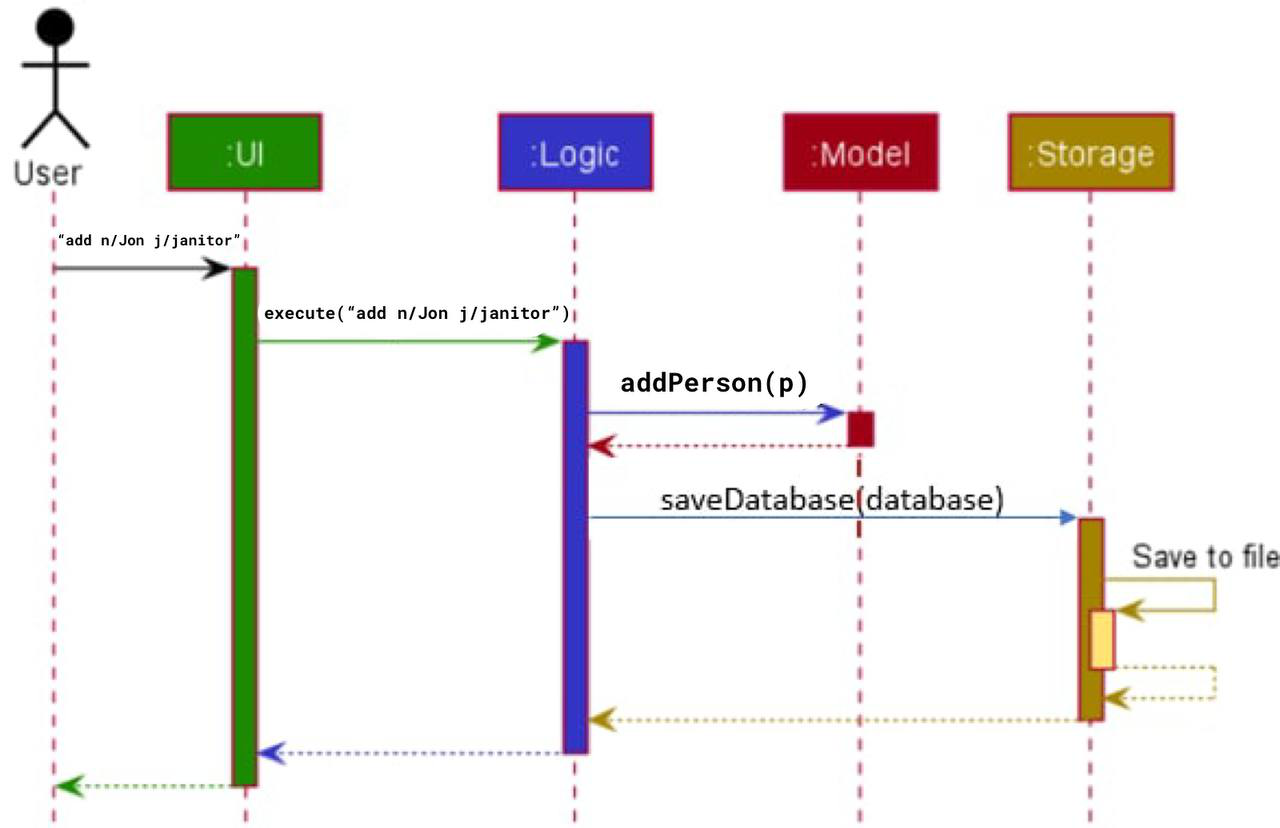 User
:UI
:Logic
:Model
:Storage
“add n/Jon j/janitor”
execute(“add n/Jon j/janitor”)
addPerson(p)
saveDatabase(database)
Save to file